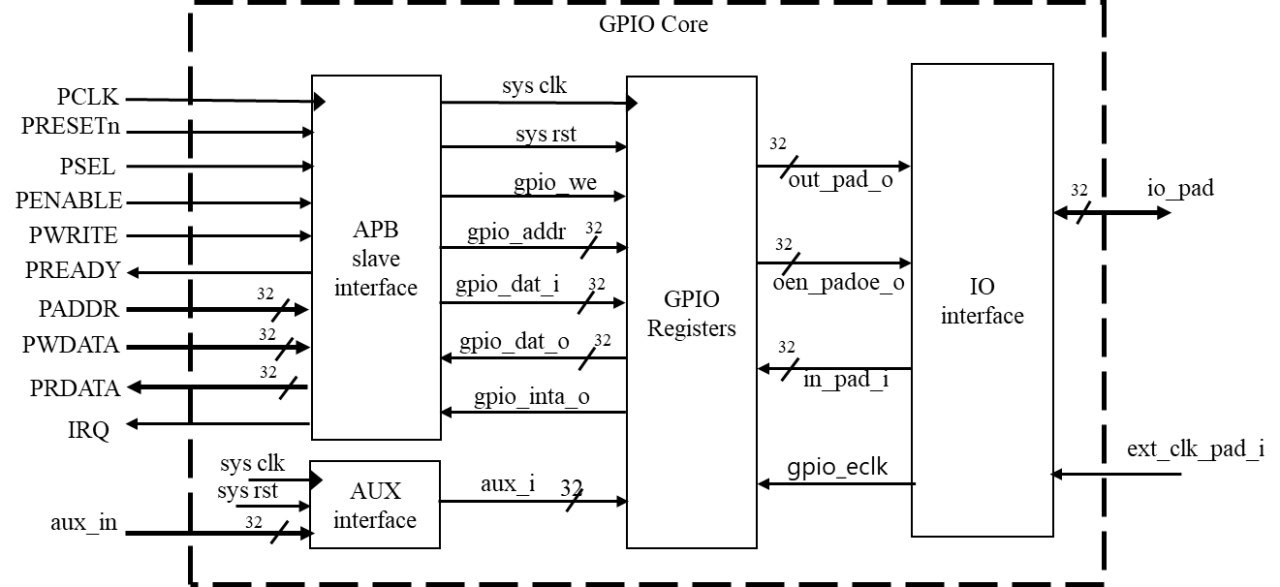 GPIO Core
PCLK
PRESETn
PSEL
PENABLE
PWRITE
PREADY
PADDR
32
PWDATA
32
PRDATA
32
IRQ
APB
slave
interface
sys clk
sys rst
gpio_we
gpio_addr
32
gpio_dat_i
32
gpio_dat_o
32
gpio_inta_o
GPIO
Registers
32
out_pad_o
32
oen_padoe_o
32
in_pad_i
gpio_eclk
IO
interface
32
io_pad
ext_clk_pad_i
sys clk
sys rst
aux_in
32
AUX
interface
aux_i
32